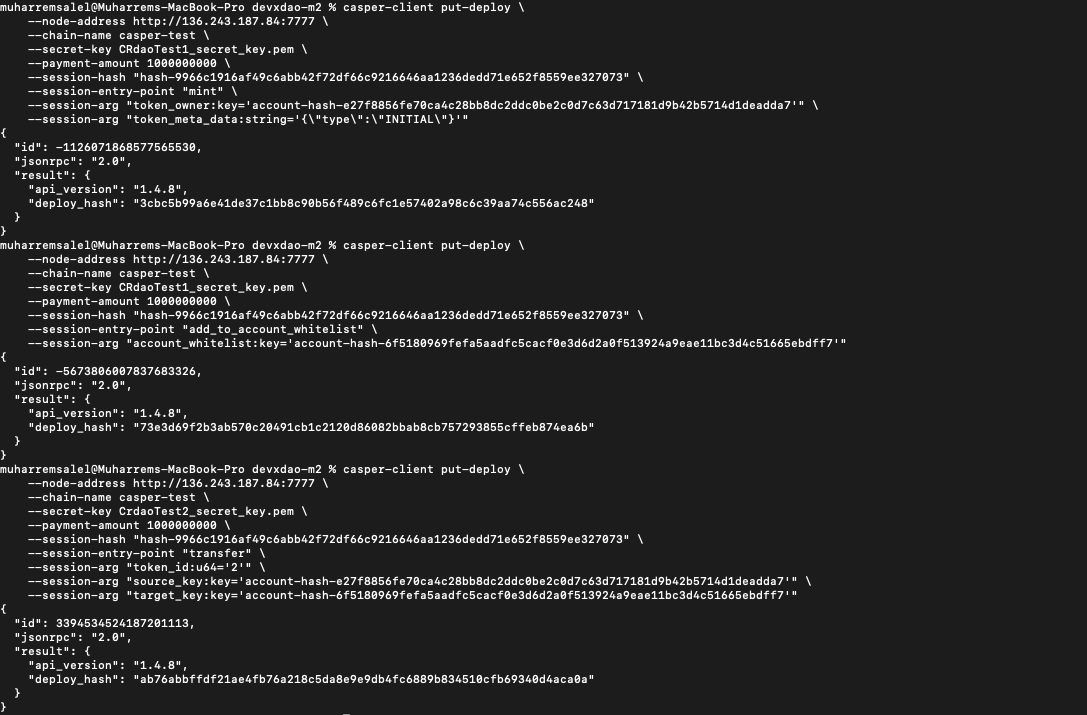 muharremsalel@Muharrems-MacBook-Pro devxdao-m2 % casper-client put-deploy \
    --node-address http://136.243.187.84:7777 \
    --chain-name casper-test \
    --secret-key CRdaoTest1_secret_key.pem \
    --payment-amount 1000000000 \
    --session-hash "hash-9966c1916af49c6abb42f72df66c9216646aa1236dedd71e652f8559ee327073" \
    --session-entry-point "mint" \
    --session-arg "token_owner:key='account-hash-e27f8856fe70ca4c28bb8dc2ddc0be2c0d7c63d717181d9b42b5714d1deadda7'" \
    --session-arg "token_meta_data:string='{\"type\":\"INITIAL\"}'"
{
  "id": -1126071868577565530,
  "jsonrpc": "2.0",
  "result": {
    "api_version": "1.4.8",
    "deploy_hash": "3cbc5b99a6e41de37c1bb8c90b56f489c6fc1e57402a98c6c39aa74c556ac248"
  }
}
muharremsalel@Muharrems-MacBook-Pro devxdao-m2 % casper-client put-deploy \
    --node-address http://136.243.187.84:7777 \
    --chain-name casper-test \
    --secret-key CRdaoTest1_secret_key.pem \
    --payment-amount 1000000000 \
    --session-hash "hash-9966c1916af49c6abb42f72df66c9216646aa1236dedd71e652f8559ee327073" \
    --session-entry-point "add_to_account_whitelist" \
    --session-arg "account_whitelist:key='account-hash-6f5180969fefa5aadfc5cacf0e3d6d2a0f513924a9eae11bc3d4c51665ebdff7'"
{
  "id": -5673806007837683326,
  "jsonrpc": "2.0",
  "result": {
    "api_version": "1.4.8",
    "deploy_hash": "73e3d69f2b3ab570c20491cb1c2120d86082bbab8cb757293855cffeb874ea6b"
  }
}
muharremsalel@Muharrems-MacBook-Pro devxdao-m2 % casper-client put-deploy \
    --node-address http://136.243.187.84:7777 \
    --chain-name casper-test \
    --secret-key CrdaoTest2_secret_key.pem \
    --payment-amount 1000000000 \
    --session-hash "hash-9966c1916af49c6abb42f72df66c9216646aa1236dedd71e652f8559ee327073" \
    --session-entry-point "transfer" \
    --session-arg "token_id:u64='2'" \
    --session-arg "source_key:key='account-hash-e27f8856fe70ca4c28bb8dc2ddc0be2c0d7c63d717181d9b42b5714d1deadda7'" \
    --session-arg "target_key:key='account-hash-6f5180969fefa5aadfc5cacf0e3d6d2a0f513924a9eae11bc3d4c51665ebdff7'"
{
  "id": 3394534524187201113,
  "jsonrpc": "2.0",
  "result": {
    "api_version": "1.4.8",
    "deploy_hash": "ab76abbffdf21ae4fb76a218c5da8e9e9db4fc6889b834510cfb69340d4aca0a"
  }
}